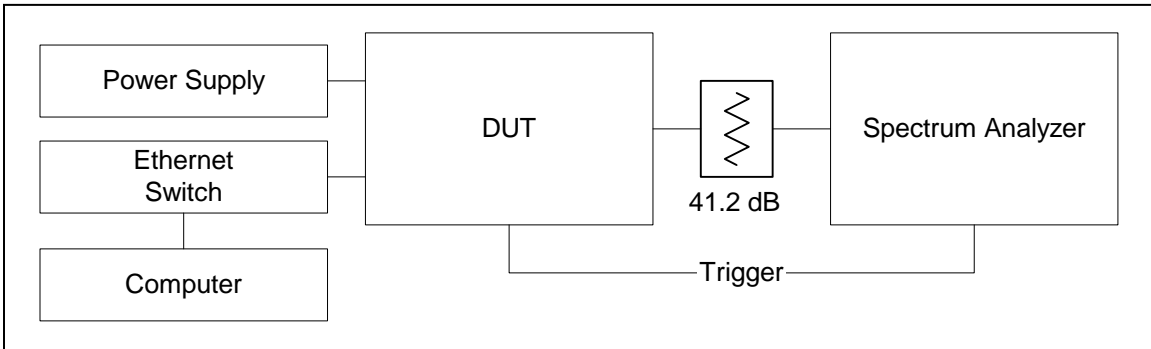 Power Supply
Ethernet
Switch
Computer
DUT
41.2 dB
Spectrum Analyzer
Trigger